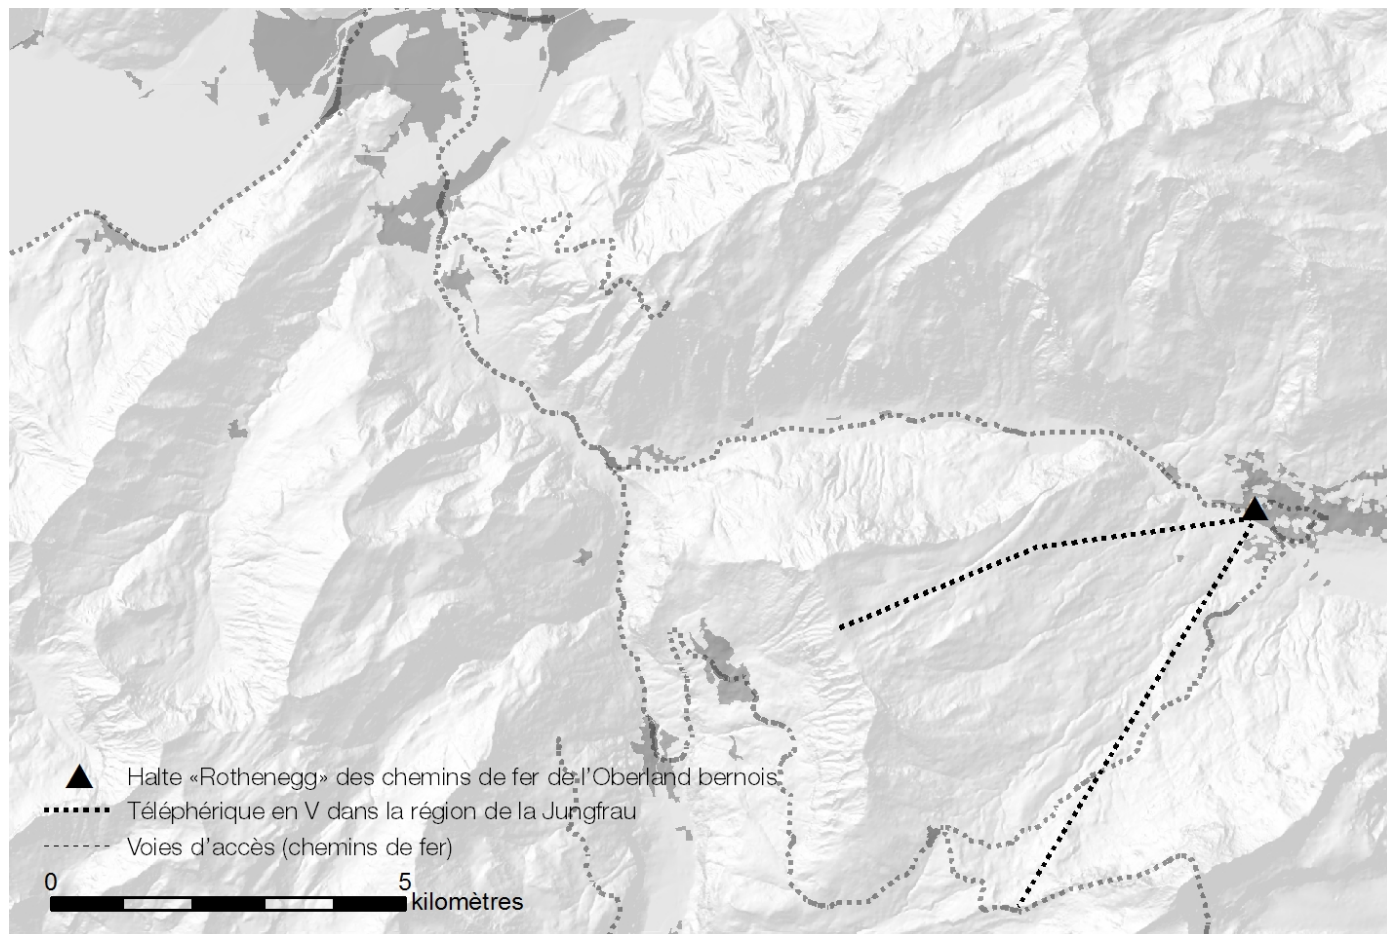 Halte «Rothenegg» des chemins de fer de l'Oberland bernois
Téléphérique en V dans la région de la Jungfrau
Voies d'accès (chemins de fer)
0 5
kilomètres